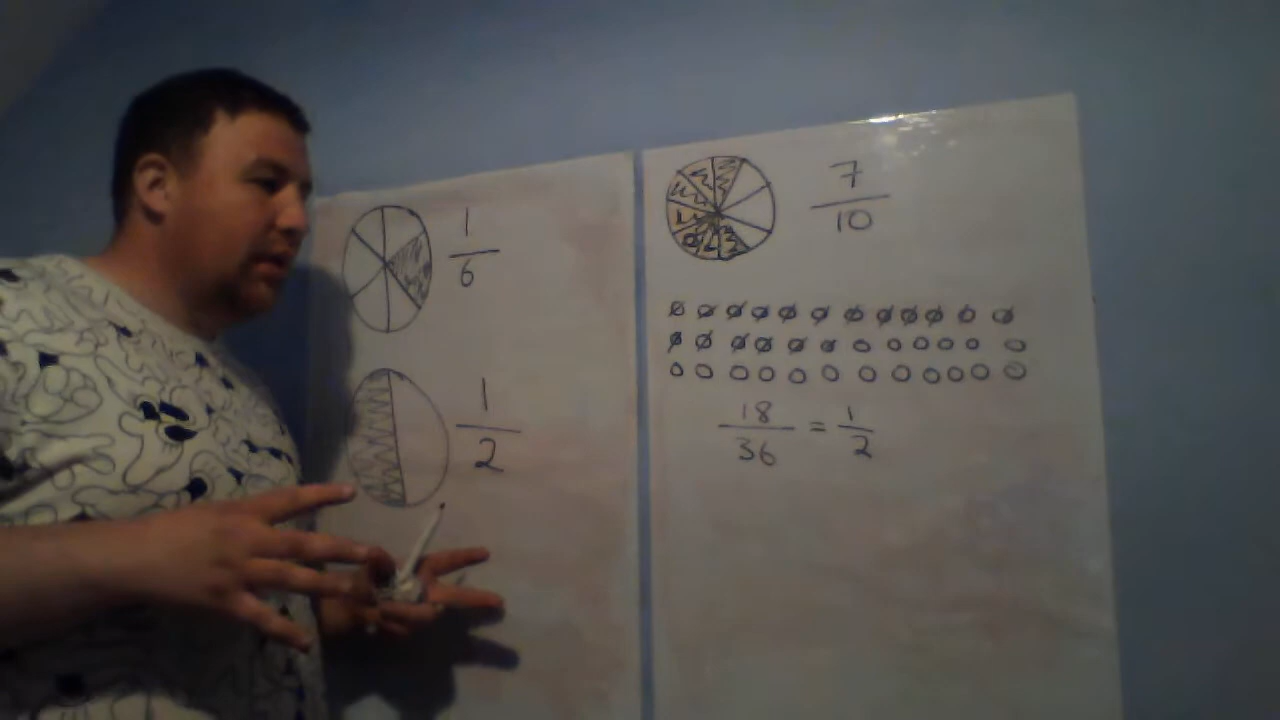 1/6
1/2
7/10
18/36 = 1/2